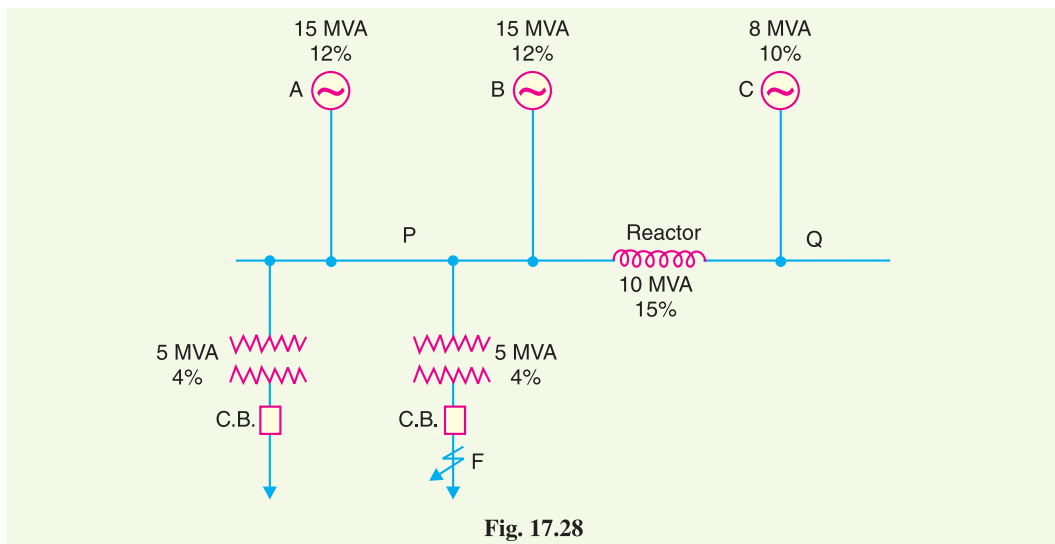 15 MVA
12%
15 MVA
12%
8 MVA
10%
A
B
C
P
Reactor
Q
10 MVA
15%
5 MVA
4%
5 MVA
4%
C.B.
C.B.
F
Fig. 17.28